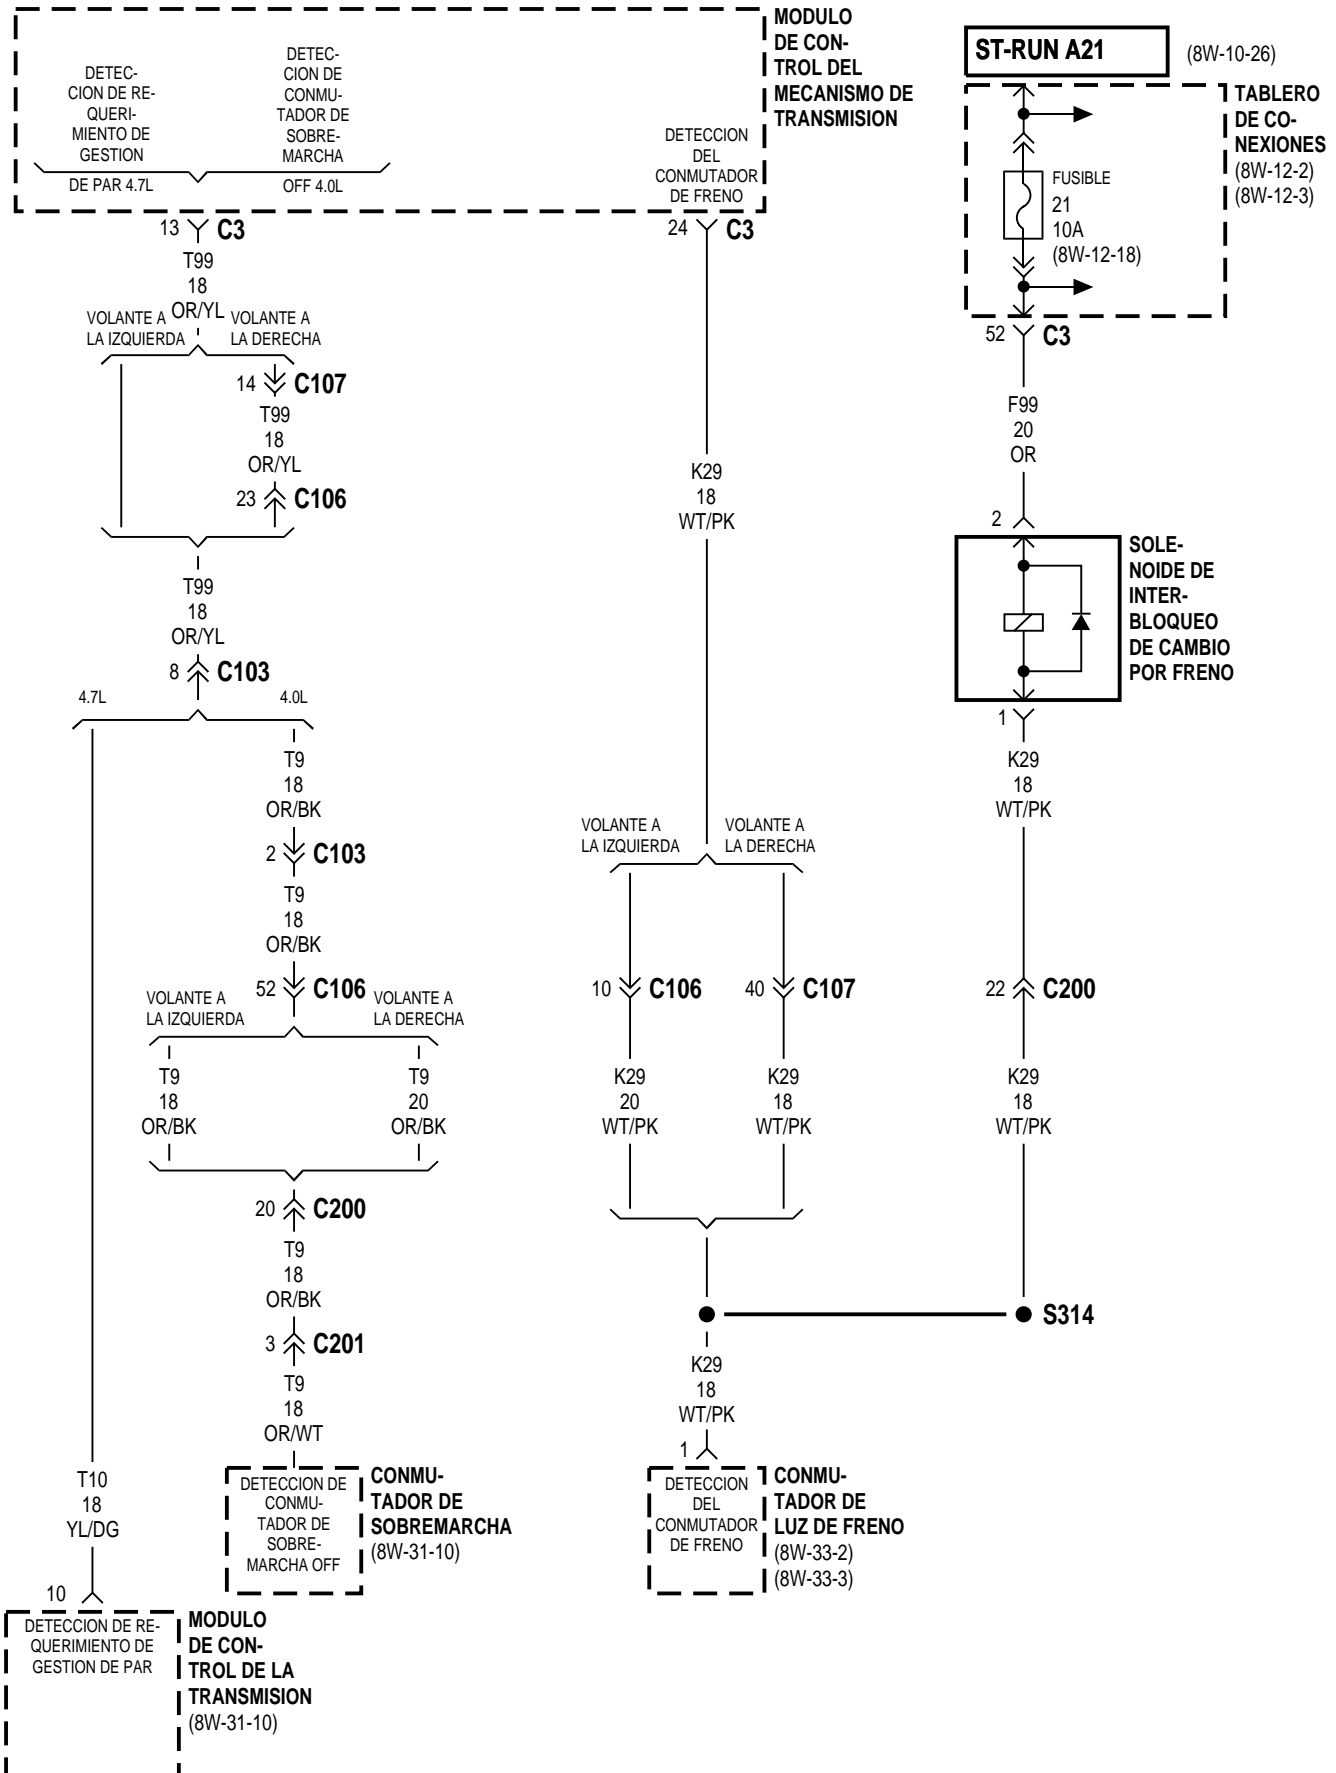 MODULO
DE CON-
TROL DEL
MECANISMO DE
TRANSMISION
DETEC-
CION DE RE-
QUERI-
MIENTO DE
GESTION
DE PAR 4.7L
DETEC-
CION DE
CONMU-
TADOR DE
SOBRE-
MARCHA
OFF 4.0L
DETECCION
DEL
CONMUTADOR
DE FRENO
ST-RUN A21
(8W-10-26)
TABLERO
DE CO-
NEXIONES
(8W-12-2)
(8W-12-3)
FUSIBLE
21
10A
(8W-12-18)
13 C3
T99
18
OR/YL
VOLANTE A
LA IZQUIERDA
VOLANTE A
LA DERECHA
14 C107
T99
18
OR/YL
23 C106
T99
18
OR/YL
8 C103
4.7L
4.0L
T9
18
OR/BK
2 C103
T9
18
OR/BK
52 C106
VOLANTE A
LA IZQUIERDA
VOLANTE A
LA DERECHA
T9
18
OR/BK
T9
20
OR/BK
20 C200
T9
18
OR/BK
3 C201
T9
18
OR/WT
DETECCION DE
CONMU-
TADOR DE
SOBRE-
MARCHA OFF
CONMU-
TADOR DE
SOBREMARCHA
(8W-31-10)
T10
18
YL/DG
10
DETECCION DE RE-
QUERIMIENTO DE
GESTION DE PAR
MODULO
DE CON-
TROL DE LA
TRANSMISION
(8W-31-10)
24 C3
K29
18
WT/PK
VOLANTE A
LA IZQUIERDA
VOLANTE A
LA DERECHA
10 C106
40 C107
K29
20
WT/PK
K29
18
WT/PK
K29
18
WT/PK
1
DETECCION
DEL
CONMUTADOR
DE FRENO
CONMU-
TADOR DE
LUZ DE FRENO
(8W-33-2)
(8W-33-3)
52 C3
F99
20
OR
2
SOLE-
NOIDE DE
INTER-
BLOQUEO
DE CAMBIO
POR FRENO
1
K29
18
WT/PK
22 C200
K29
18
WT/PK
S314